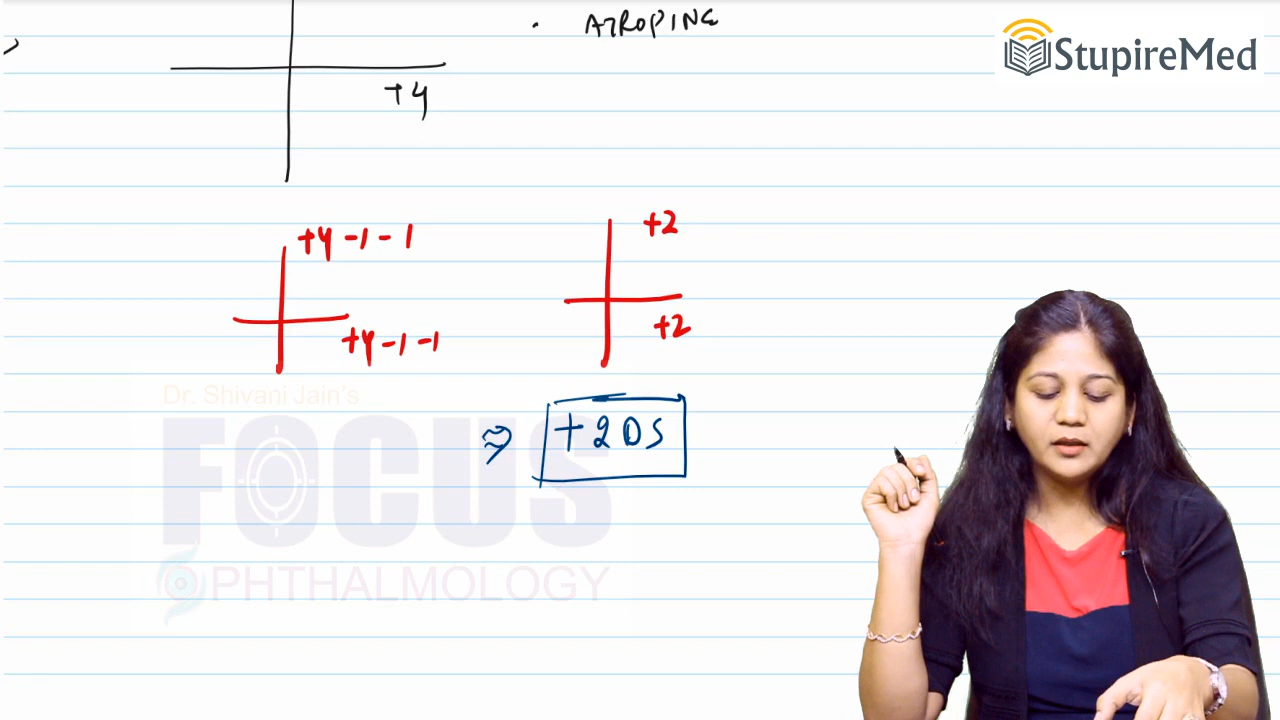 • ATROPINE
StupireMed
+4
+4 -1 - 1
+2
+4 -1 -1
+2
Dr. Shivani Jain's
FOCUS
⇒ +2DS
OPHTHALMOLOGY